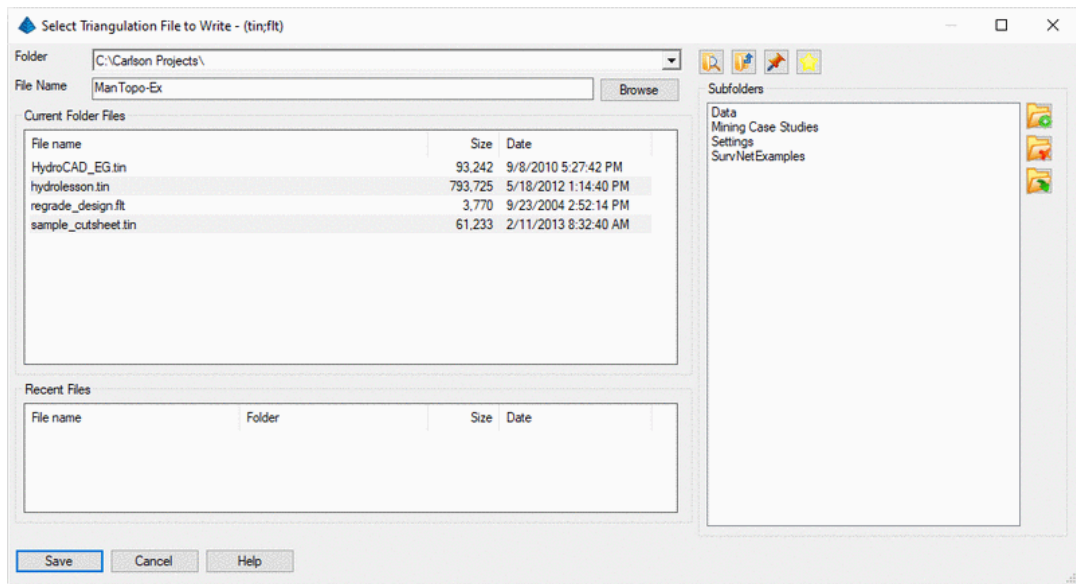 Select Triangulation File to Write - (tin;flt)
Folder C:\Carlson Projects\
File Name ManTopo-Ex Browse
Current Folder Files
File name Size Date
HydroCAD_EG.tin 93,242 9/8/2010 5:27:42 PM
hydrolesson.tin 793,725 5/18/2012 1:14:40 PM
regrade_design.flt 3,770 9/23/2004 2:52:14 PM
sample_cutsheet.tin 61,233 2/11/2013 8:32:40 AM
Recent Files
File name Folder Size Date
Save Cancel Help
Subfolders
Data
Mining Case Studies
Settings
SurvNetExamples